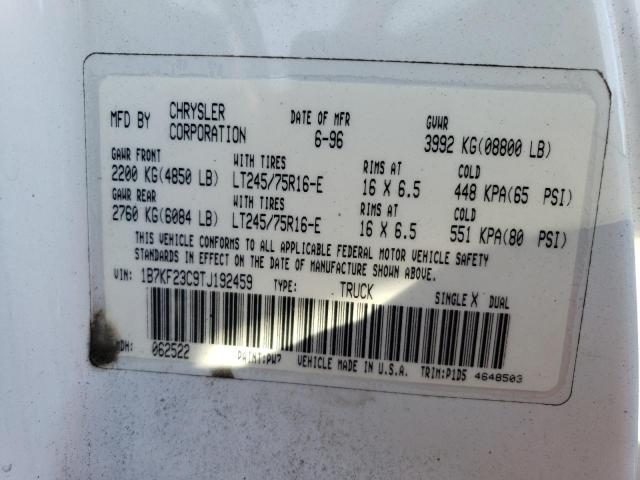 MFD BY CHRYSLER CORPORATION DATE OF MFR 6-96 GVWR 3992 KG(08800 LB)
GAWR FRONT WITH TIRES RIMS AT COLD
2200 KG(4850 LB) LT245/75R16-E 16 X 6.5 448 KPA(65 PSI)
GAWR REAR WITH TIRES RIMS AT COLD
2760 KG(6084 LB) LT245/75R16-E 16 X 6.5 551 KPA(80 PSI)
THIS VEHICLE CONFORMS TO ALL APPLICABLE FEDERAL MOTOR VEHICLE SAFETY
STANDARDS IN EFFECT ON THE DATE OF MANUFACTURE SHOWN ABOVE.
VIN: 1B7KF23C9TJ192459 TYPE: TRUCK SINGLE X DUAL
MDH: 062522 PAINT:PW7 VEHICLE MADE IN U.S.A. TRIM:P1D5 4648503